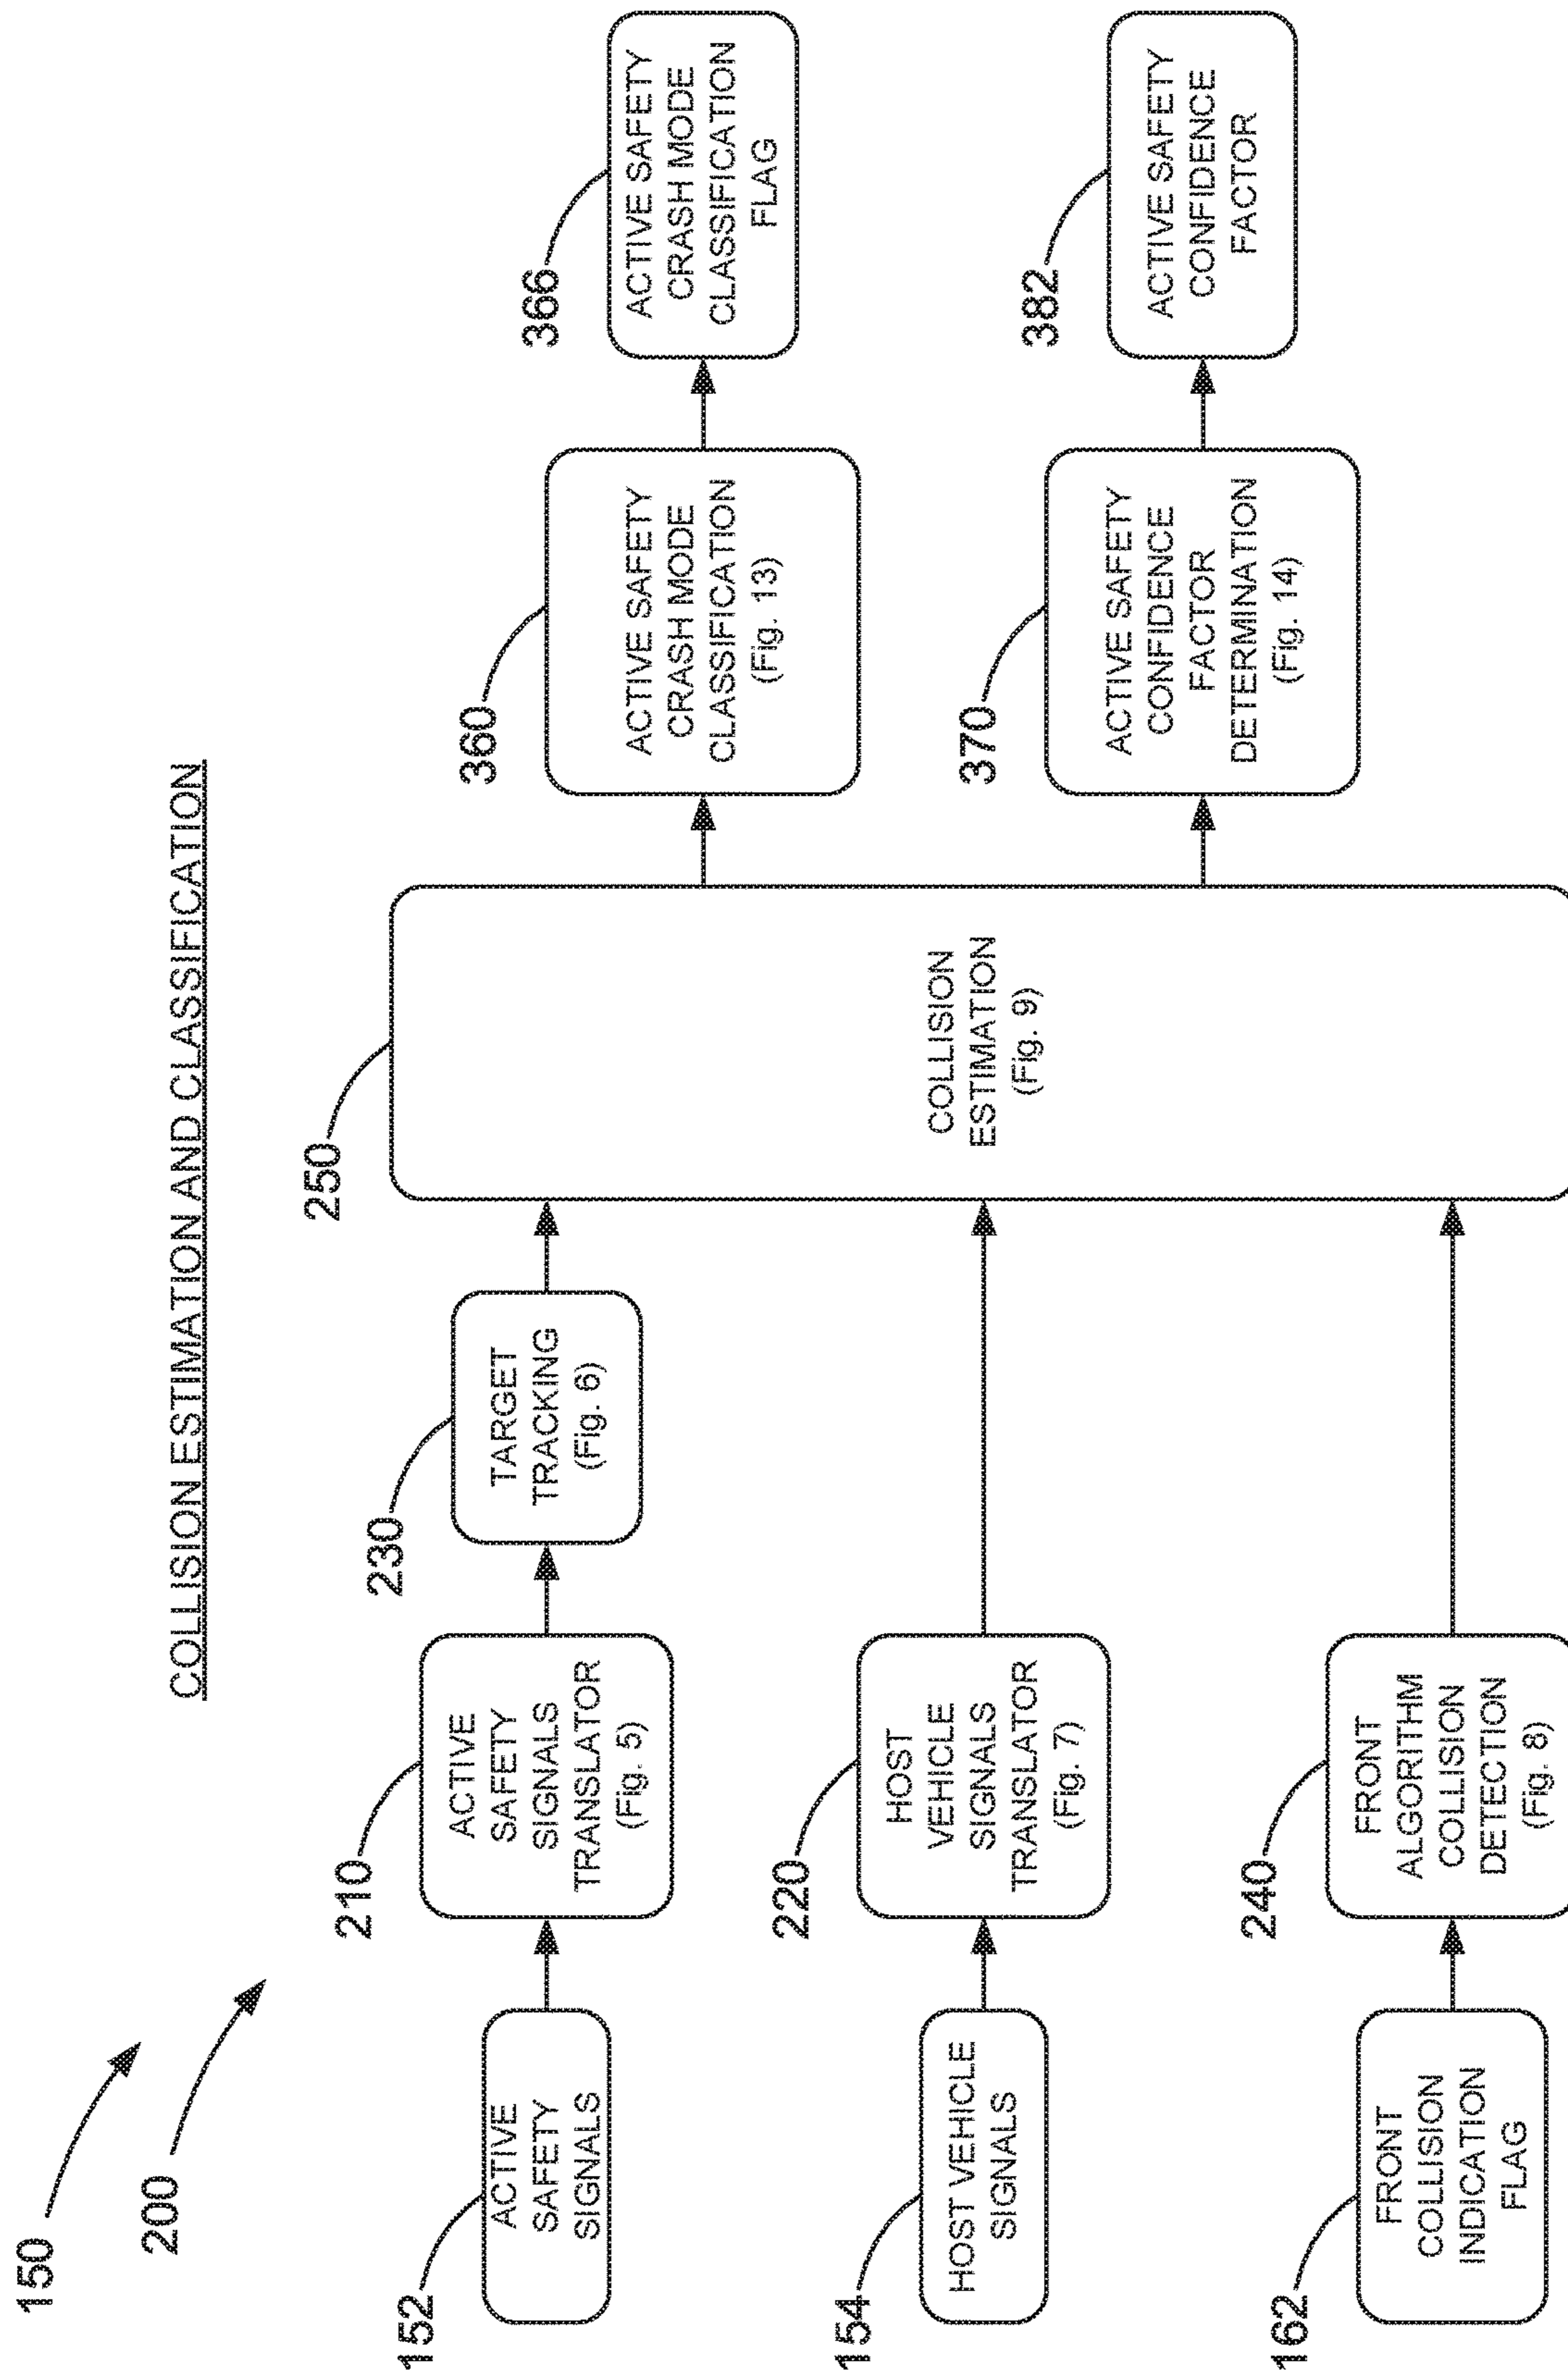 COLLISION ESTIMATION AND CLASSIFICATION
150
200
152
ACTIVE
SAFETY
SIGNALS
210
ACTIVE
SAFETY
SIGNALS
TRANSLATOR
(Fig. 5)
230
TARGET
TRACKING
(Fig. 6)
154
HOST VEHICLE
SIGNALS
220
HOST
VEHICLE
SIGNALS
TRANSLATOR
(Fig. 7)
162
FRONT
COLLISION
INDICATION
FLAG
240
FRONT
ALGORITHM
COLLISION
DETECTION
(Fig. 8)
250
COLLISION
ESTIMATION
(Fig. 9)
360
ACTIVE SAFETY
CRASH MODE
CLASSIFICATION
(Fig. 13)
366
ACTIVE SAFETY
CRASH MODE
CLASSIFICATION
FLAG
370
ACTIVE SAFETY
CONFIDENCE
FACTOR
DETERMINATION
(Fig. 14)
382
ACTIVE SAFETY
CONFIDENCE
FACTOR